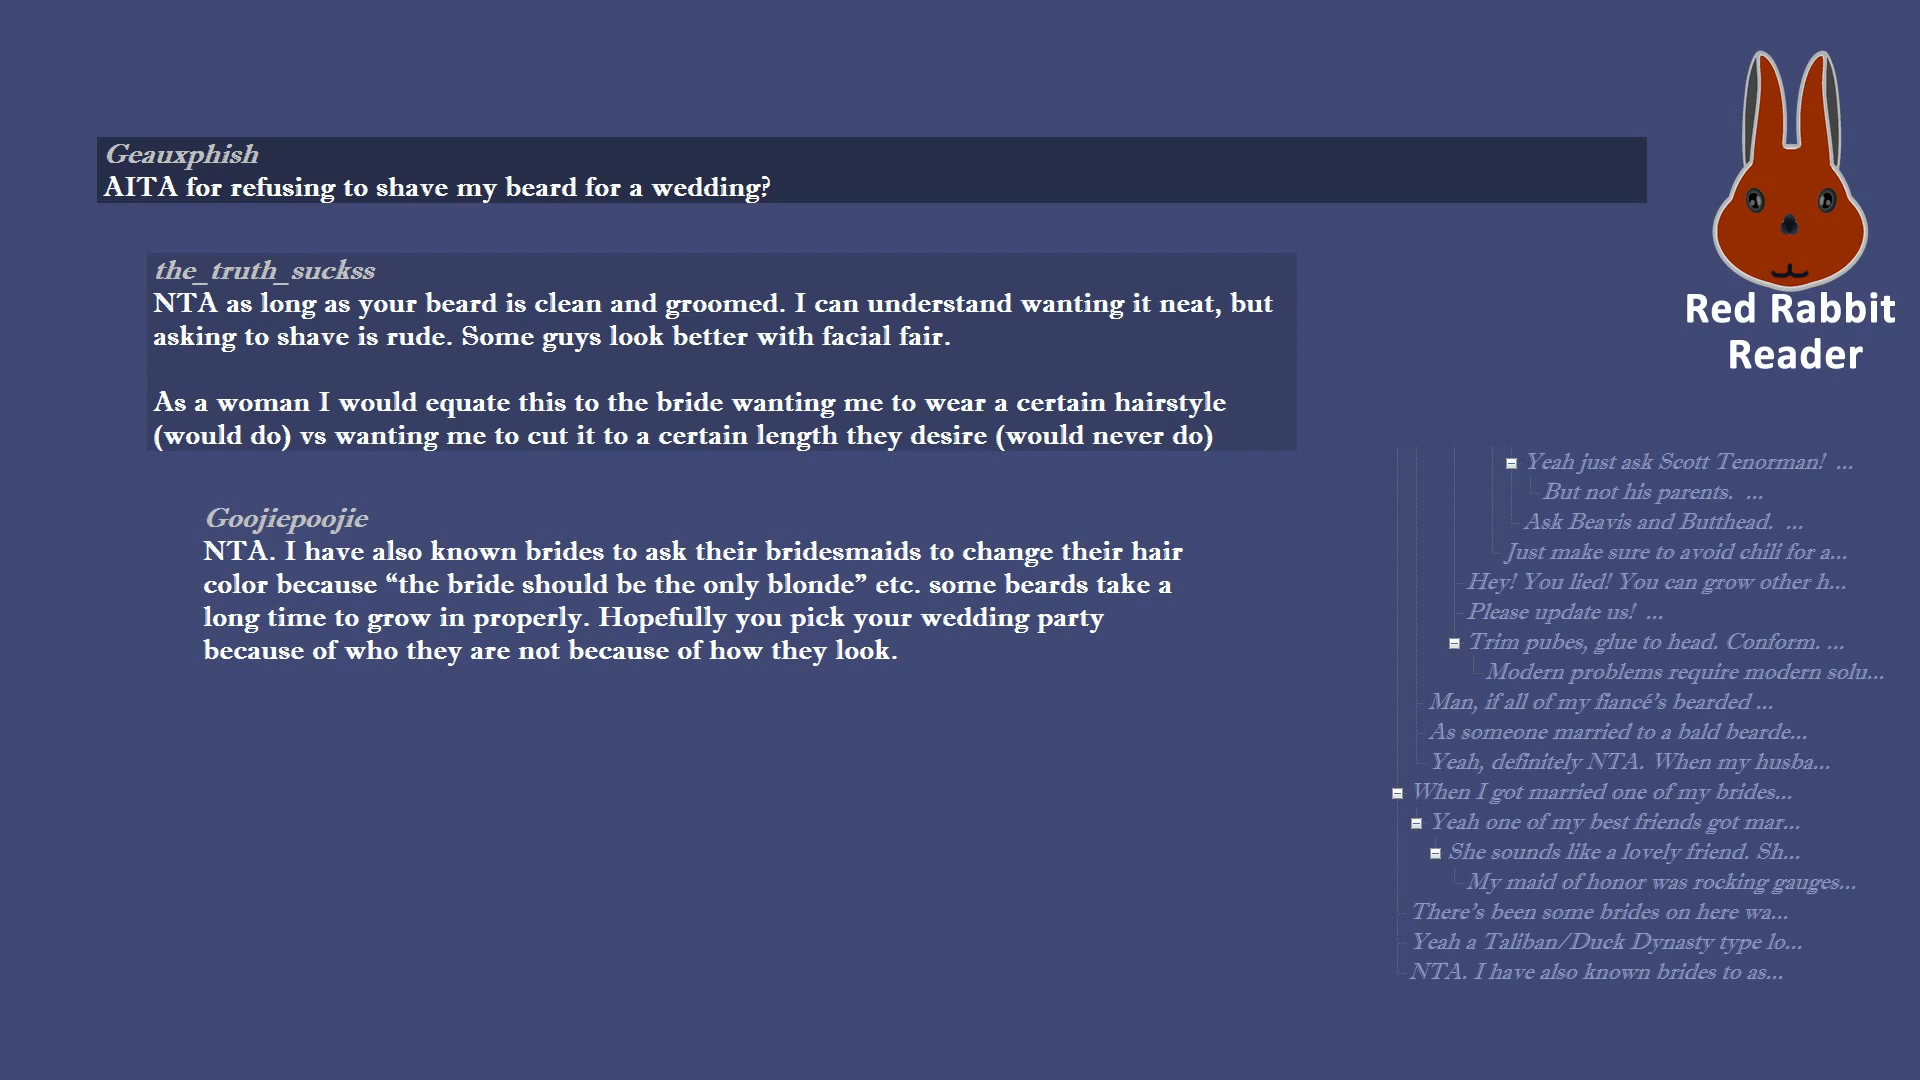 Geauxphish
AITA for refusing to shave my beard for a wedding?
the_truth_suckss
NTA as long as your beard is clean and groomed. I can understand wanting it neat, but
asking to shave is rude. Some guys look better with facial fair.
As a woman I would equate this to the bride wanting me to wear a certain hairstyle
(would do) vs wanting me to cut it to a certain length they desire (would never do)
Goojiepoojie
NTA. I have also known brides to ask their bridesmaids to change their hair
color because “the bride should be the only blonde” etc. some beards take a
long time to grow in properly. Hopefully you pick your wedding party
because of who they are not because of how they look.
Red Rabbit
Reader
Yeah just ask Scott Tenorman! ...
But not his parents. ...
Ask Beavis and Butthead. ...
Just make sure to avoid chili for a...
Hey! You lied! You can grow other h...
Please update us! ...
Trim pubes, glue to head. Conform. ...
Modern problems require modern solu...
Man, if all of my fiancé’s bearded ...
As someone married to a bald bearde...
Yeah, definitely NTA. When my husba...
When I got married one of my brides...
Yeah one of my best friends got mar...
She sounds like a lovely friend. Sh...
My maid of honor was rocking gauges...
There’s been some brides on here wa...
Yeah a Taliban/Duck Dynasty type lo...
NTA. I have also known brides to as...